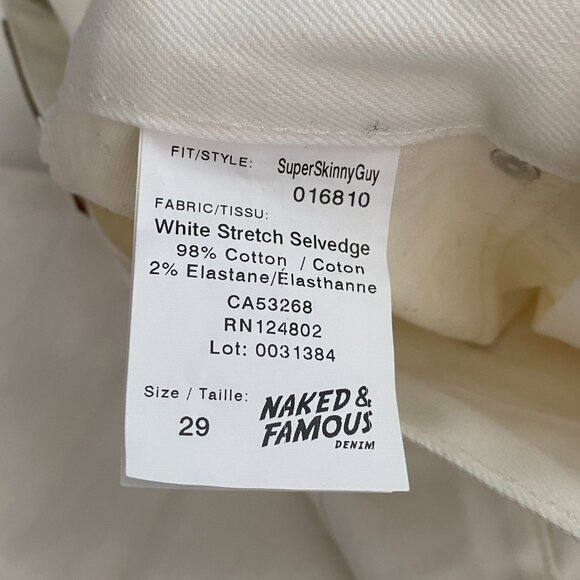 FIT/STYLE: SuperSkinnyGuy
016810
FABRIC/TISSU:
White Stretch Selvedge
98% Cotton / Coton
2% Elastane/Élasthanne
CA53268
RN124802
Lot: 0031384
Size / Taille:
29
NAKED &
FAMOUS
DENIM